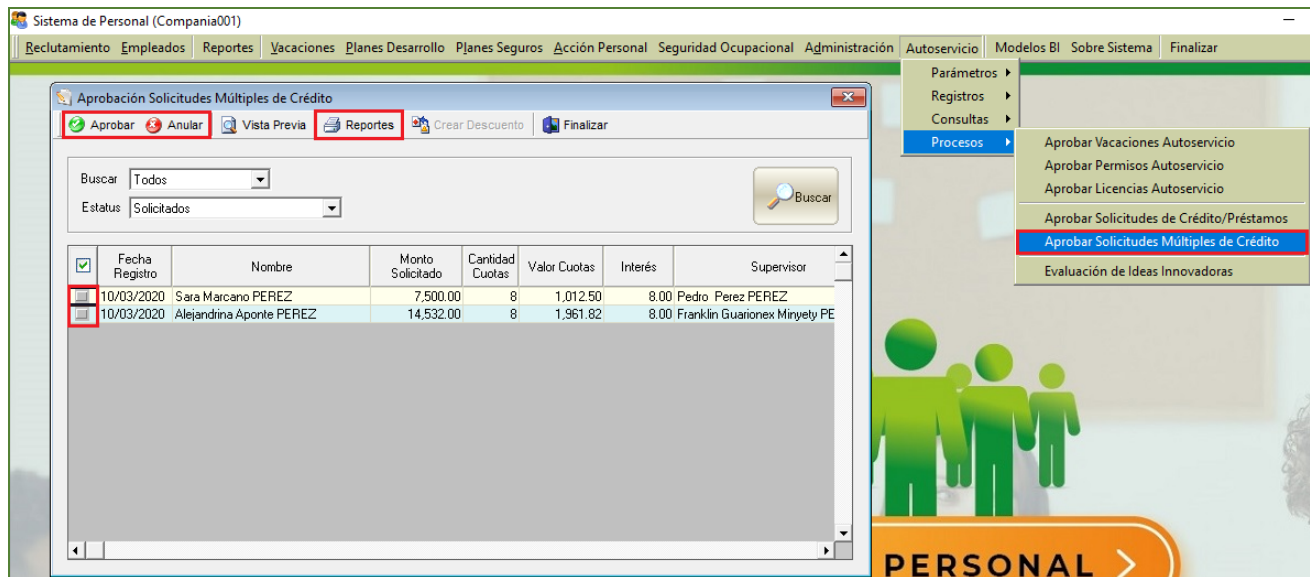 Sistema de Personal (Compania001)
Reclutamiento Empleados Reportes Vacaciones Planes Desarrollo Planes Seguros Acción Personal Seguridad Ocupacional Administración Autoservicio Modelos BI Sobre Sistema Finalizar
Parámetros
Registros
Consultas
Procesos
Aprobar Vacaciones Autoservicio
Aprobar Permisos Autoservicio
Aprobar Licencias Autoservicio
Aprobar Solicitudes de Crédito/Préstamos
Aprobar Solicitudes Múltiples de Crédito
Evaluación de Ideas Innovadoras
Aprobación Solicitudes Múltiples de Crédito
Aprobar Anular Vista Previa Reportes Crear Descuento Finalizar
Buscar Todos
Estatus Solicitados
Buscar
Fecha Registro Nombre Monto Solicitado Cantidad Cuotas Valor Cuotas Interés Supervisor
10/03/2020 Sara Marcano PEREZ 7,500.00 8 1,012.50 8.00 Pedro Perez PEREZ
10/03/2020 Alejandrina Aponte PEREZ 14,532.00 8 1,961.82 8.00 Franklin Guarionex Minyety PE
PERSONAL